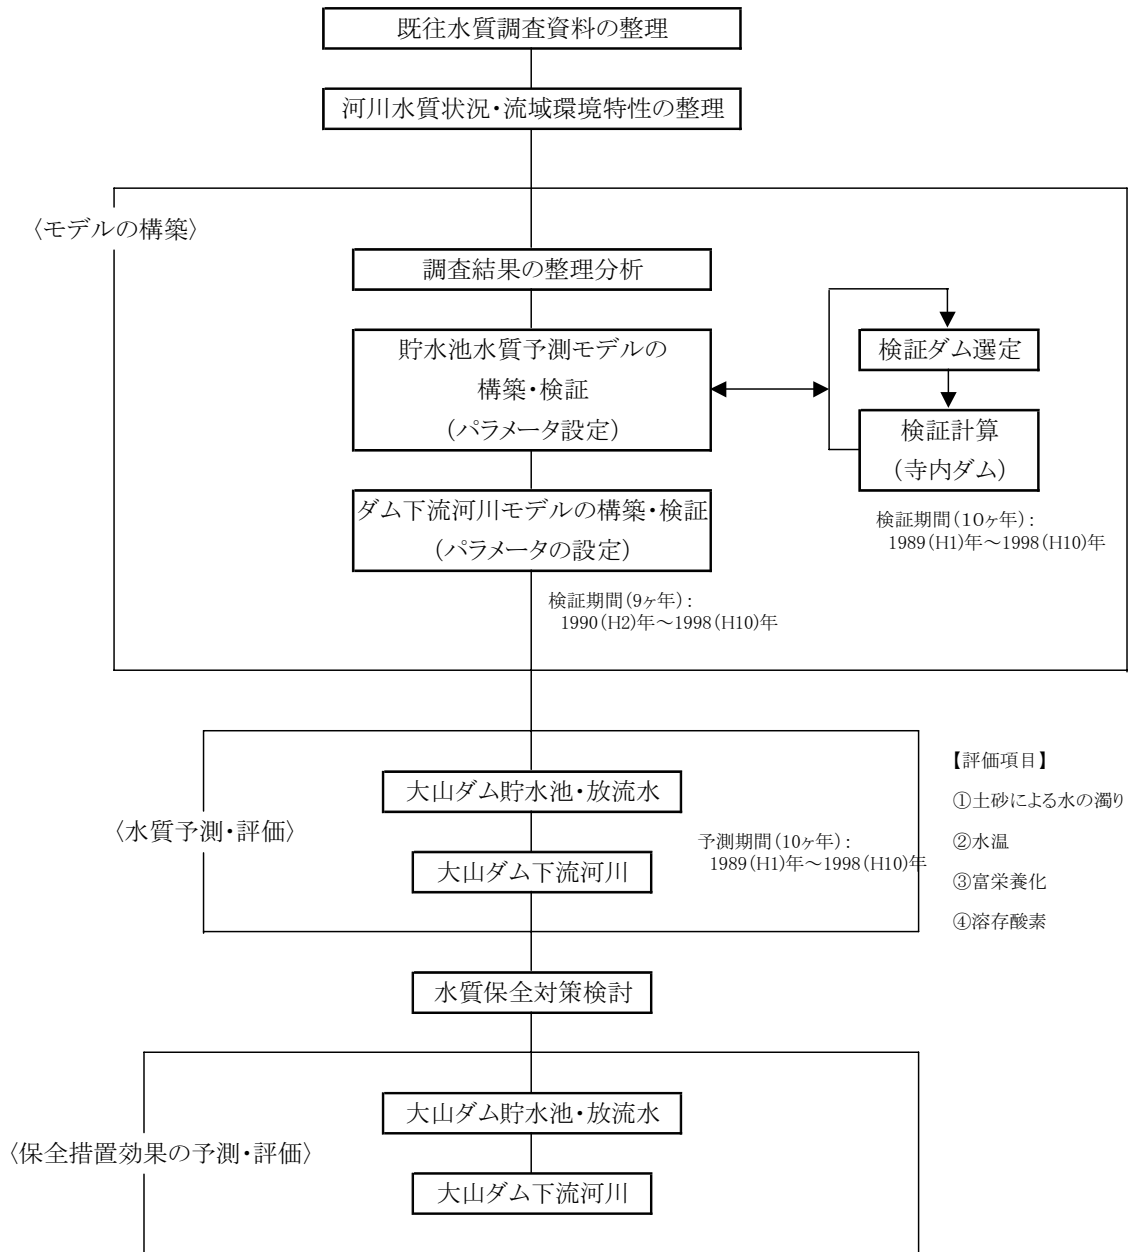 既往水質調査資料の整理
河川水質状況・流域環境特性の整理
〈モデルの構築〉
調査結果の整理分析
貯水池水質予測モデルの
構築・検証
(パラメータ設定)
検証ダム選定
検証計算
(寺内ダム)
検証期間(10ヶ年):
1989(H1)年～1998(H10)年
ダム下流河川モデルの構築・検証
(パラメータの設定)
検証期間(9ヶ年):
1990(H2)年～1998(H10)年
〈水質予測・評価〉
大山ダム貯水池・放流水
大山ダム下流河川
予測期間(10ヶ年):
1989(H1)年～1998(H10)年
【評価項目】
①土砂による水の濁り
②水温
③富栄養化
④溶存酸素
水質保全対策検討
〈保全措置効果の予測・評価〉
大山ダム貯水池・放流水
大山ダム下流河川